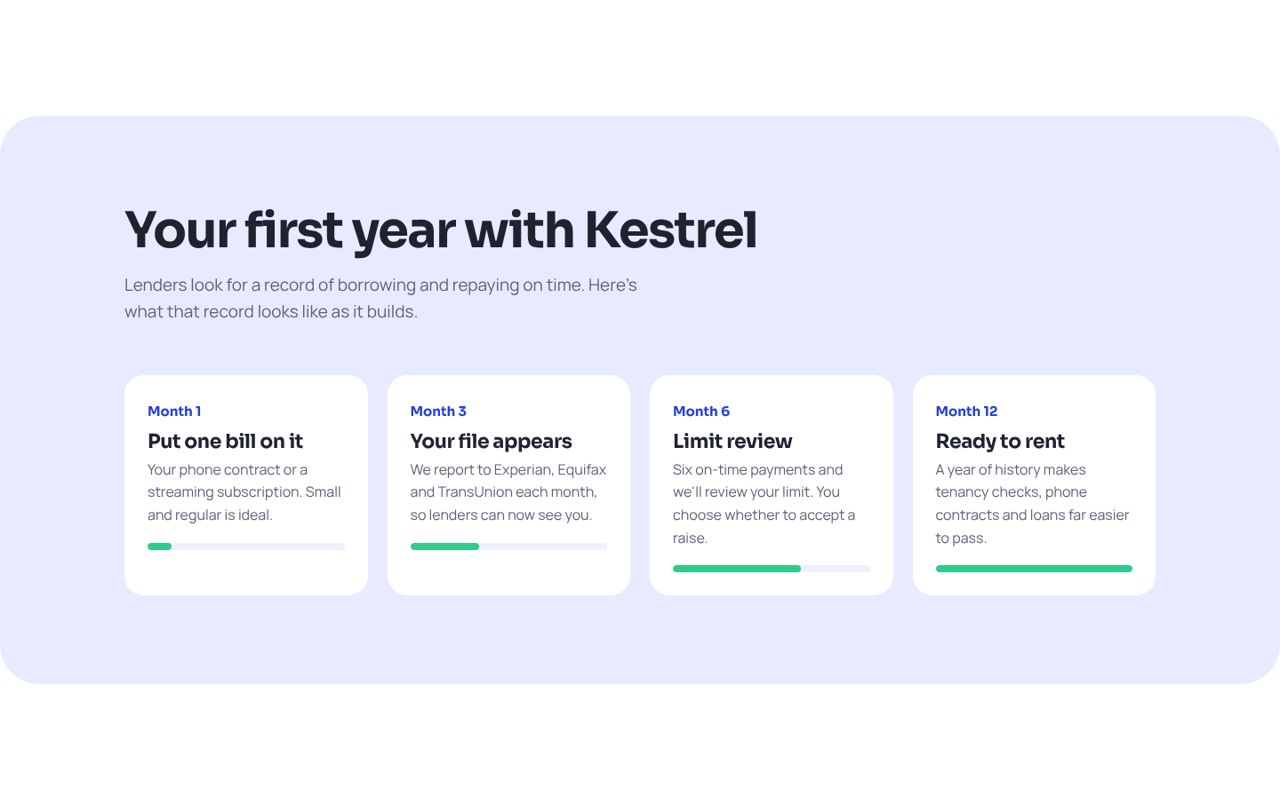 Your first year with Kestrel
Lenders look for a record of borrowing and repaying on time. Here’s
what that record looks like as it builds.
Month 1
Put one bill on it
Your phone contract or a
streaming subscription. Small
and regular is ideal.
Month 3
Your file appears
We report to Experian, Equifax
and TransUnion each month,
so lenders can now see you.
Month 6
Limit review
Six on-time payments and
we’ll review your limit. You
choose whether to accept a
raise.
Month 12
Ready to rent
A year of history makes
tenancy checks, phone
contracts and loans far easier
to pass.